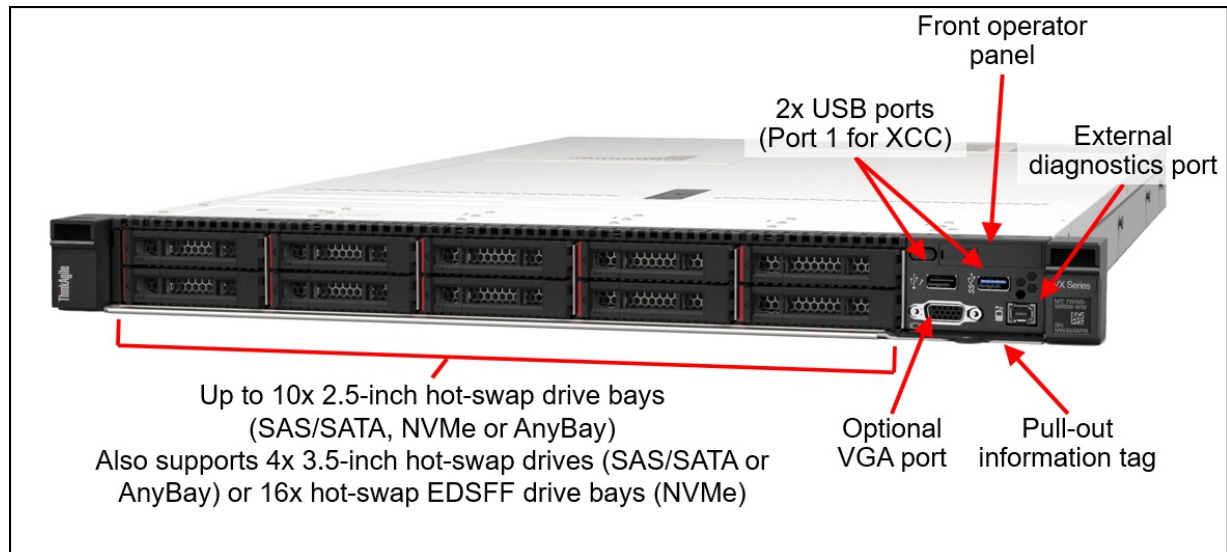 Front operator
panel
2x USB ports
(Port 1 for XCC)
External
diagnostics port
ThinkAgile
VX Series
Up to 10x 2.5-inch hot-swap drive bays
(SAS/SATA, NVMe or AnyBay)
Also supports 4x 3.5-inch hot-swap drives (SAS/SATA or
AnyBay) or 16x hot-swap EDSFF drive bays (NVMe)
Optional
VGA port
Pull-out
information tag